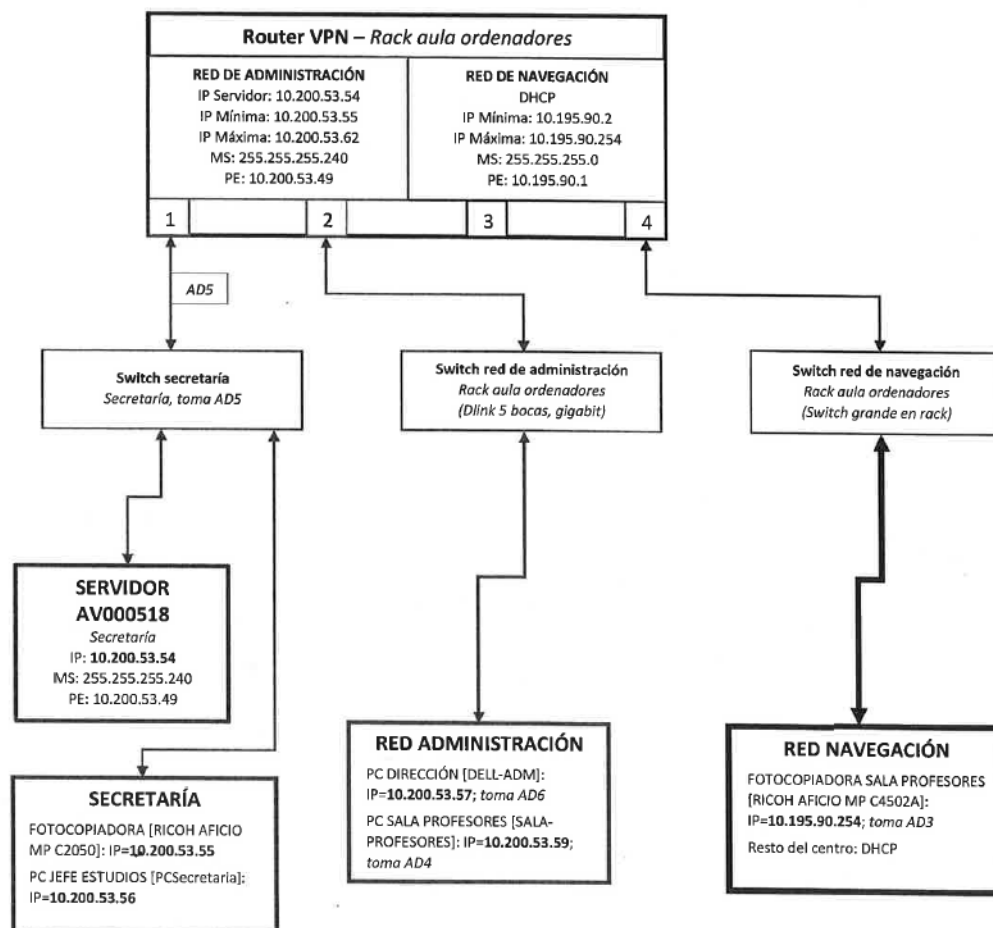 Router VPN – Rack aula ordenadores
RED DE ADMINISTRACIÓN
IP Servidor: 10.200.53.54
IP Mínima: 10.200.53.55
IP Máxima: 10.200.53.62
MS: 255.255.255.240
PE: 10.200.53.49
RED DE NAVEGACIÓN
DHCP
IP Mínima: 10.195.90.2
IP Máxima: 10.195.90.254
MS: 255.255.255.0
PE: 10.195.90.1
1
2
3
4
AD5
Switch secretaría
Secretaría, toma AD5
Switch red de administración
Rack aula ordenadores
(Dlink 5 bocas, gigabit)
Switch red de navegación
Rack aula ordenadores
(Switch grande en rack)
SERVIDOR
AV000518
Secretaría
IP: 10.200.53.54
MS: 255.255.255.240
PE: 10.200.53.49
SECRETARÍA
FOTOCOPIADORA [RICOH AFICIO
MP C2050]: IP=10.200.53.55
PC JEFE ESTUDIOS [PCSecretaria]:
IP=10.200.53.56
RED ADMINISTRACIÓN
PC DIRECCIÓN [DELL-ADM]:
IP=10.200.53.57; toma AD6
PC SALA PROFESORES [SALA-
PROFESORES]: IP=10.200.53.59;
toma AD4
RED NAVEGACIÓN
FOTOCOPIADORA SALA PROFESORES
[RICOH AFICIO MP C4502A]:
IP=10.195.90.254; toma AD3
Resto del centro: DHCP